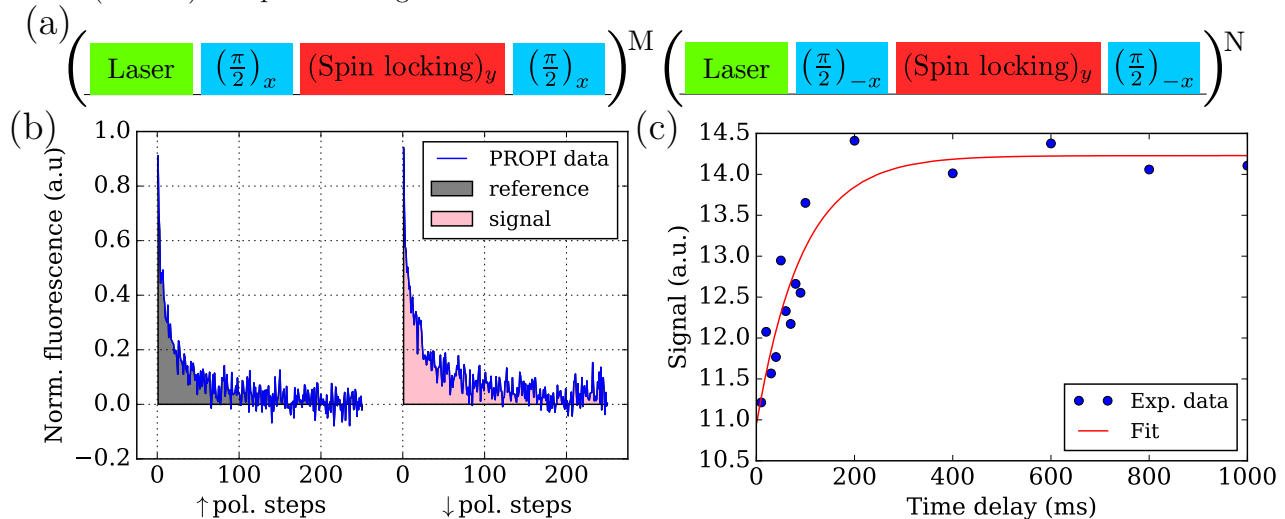 (a)
(Laser (π/2)x (Spin locking)y (π/2)x)M (Laser (π/2)−x (Spin locking)y (π/2)−x)N
(b)
Norm. fluorescence (a.u)
1.0
0.8
0.6
0.4
0.2
0.0
−0.2
PROPI data
reference
signal
0 100 200 0 100 200
↑pol. steps ↓pol. steps
(c)
Signal (a.u.)
14.5
14.0
13.5
13.0
12.5
12.0
11.5
11.0
10.5
Exp. data
Fit
0 200 400 600 800 1000
Time delay (ms)